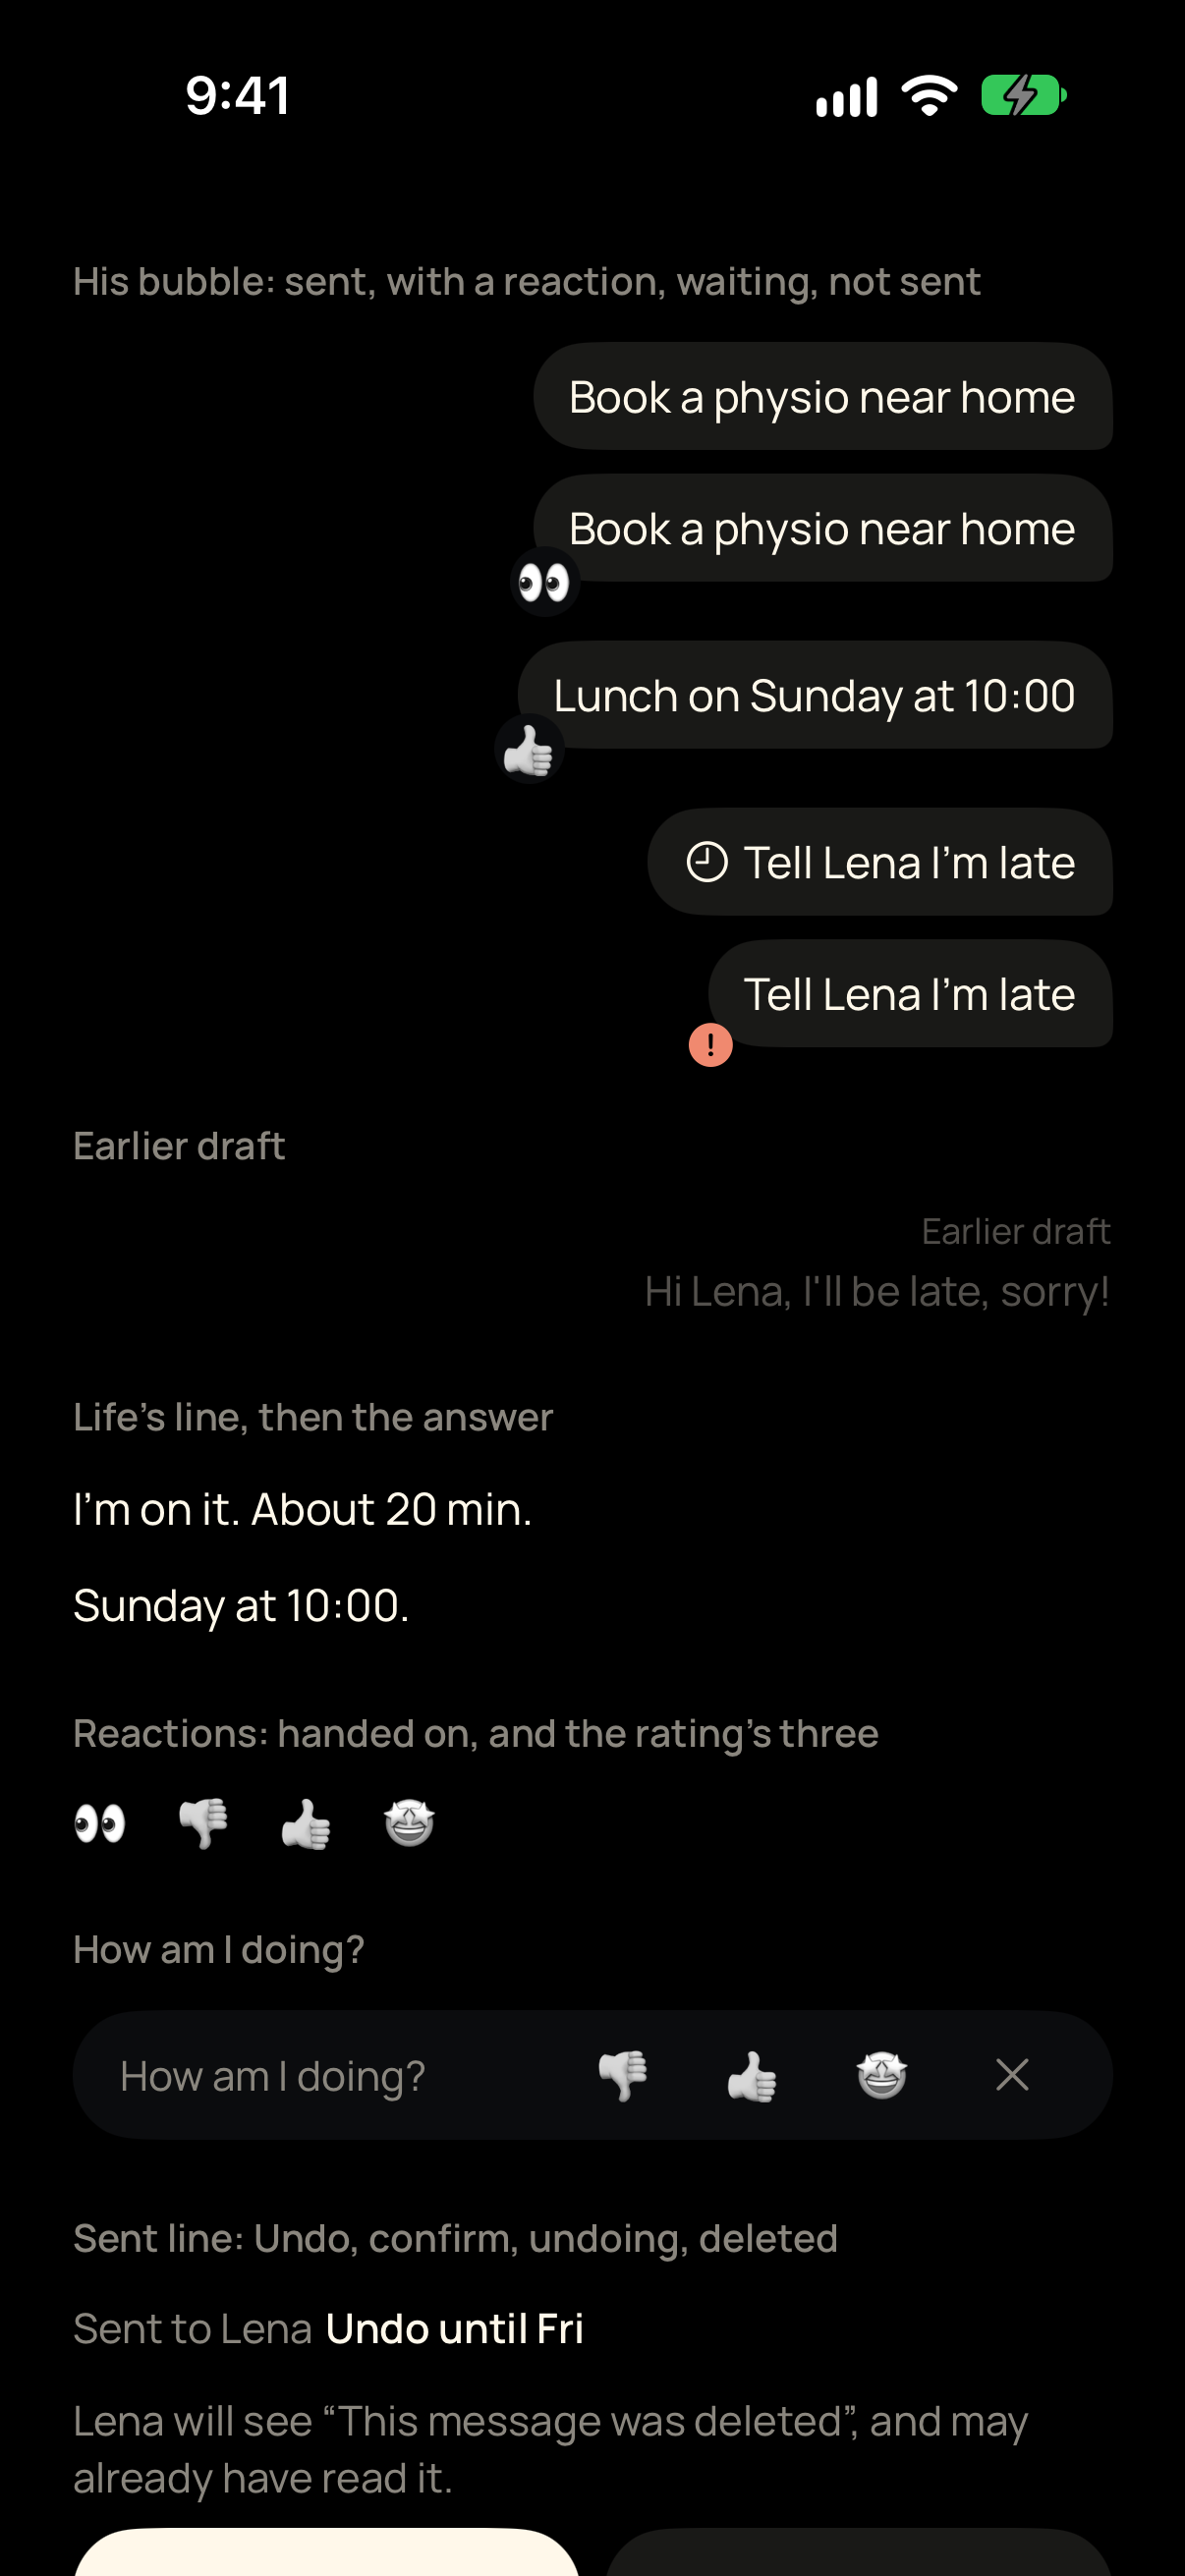 9:41
His bubble: sent, with a reaction, waiting, not sent
Book a physio near home
Book a physio near home
Lunch on Sunday at 10:00
Tell Lena I’m late
Tell Lena I’m late
Earlier draft
Earlier draft
Hi Lena, I'll be late, sorry!
Life’s line, then the answer
I’m on it. About 20 min.
Sunday at 10:00.
Reactions: handed on, and the rating’s three
How am I doing?
How am I doing?
Sent line: Undo, confirm, undoing, deleted
Sent to Lena Undo until Fri
Lena will see “This message was deleted”, and may
already have read it.